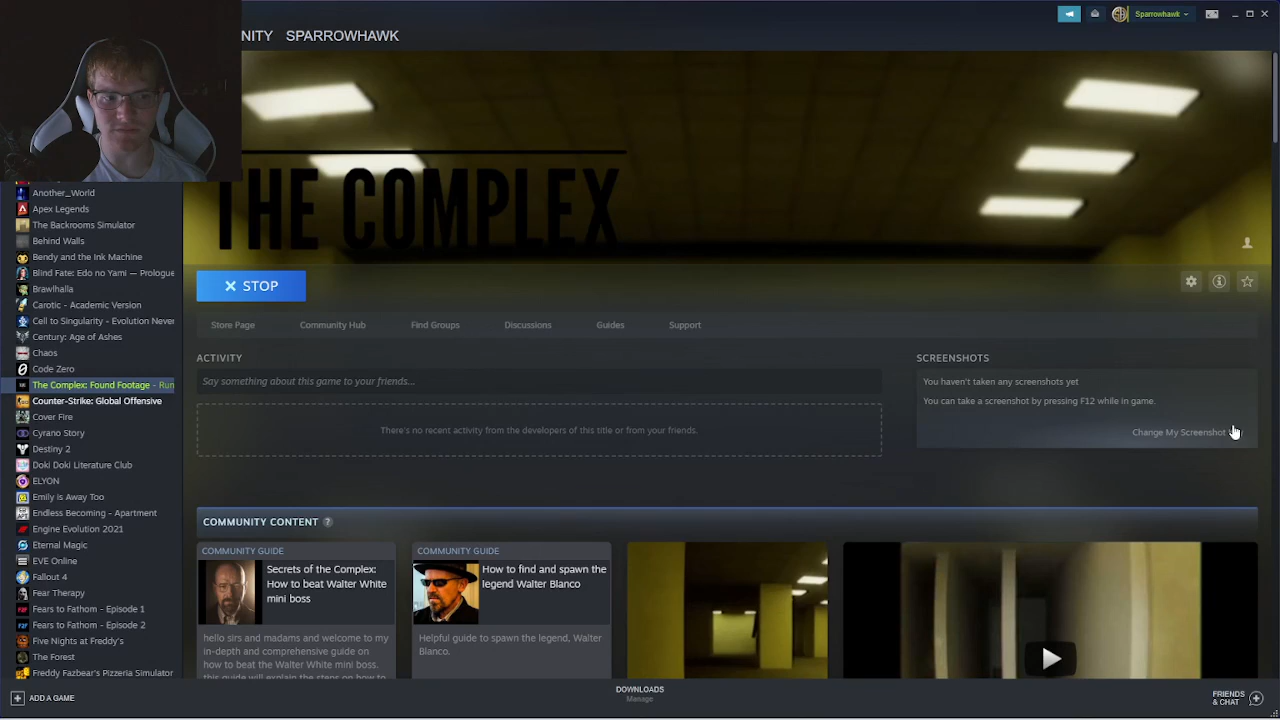 Sparrowhawk
NITY SPARROWHAWK
THE COMPLEX
Another_World
Apex Legends
The Backrooms Simulator
Behind Walls
Bendy and the Ink Machine
Blind Fate: Edo no Yami — Prologue
Brawlhalla
Carotic - Academic Version
Cell to Singularity - Evolution Never
Century: Age of Ashes
Chaos
Code Zero
The Complex: Found Footage - Run
Counter-Strike: Global Offensive
Cover Fire
Cyrano Story
Destiny 2
Doki Doki Literature Club
ELYON
Emily is Away Too
Endless Becoming - Apartment
Engine Evolution 2021
Eternal Magic
EVE Online
Fallout 4
Fear Therapy
Fears to Fathom - Episode 1
Fears to Fathom - Episode 2
Five Nights at Freddy's
The Forest
Freddy Fazbear's Pizzeria Simulator
STOP
Store Page Community Hub Find Groups Discussions Guides Support
ACTIVITY
Say something about this game to your friends...
There's no recent activity from the developers of this title or from your friends.
SCREENSHOTS
You haven't taken any screenshots yet
You can take a screenshot by pressing F12 while in game.
Change My Screenshot
COMMUNITY CONTENT ?
COMMUNITY GUIDE
Secrets of the Complex:
How to beat Walter White
mini boss
hello sirs and madams and welcome to my
in-depth and comprehensive guide on
how to beat the Walter White mini boss.
this guide will explain the steps on how to
COMMUNITY GUIDE
How to find and spawn the
legend Walter Blanco
Helpful guide to spawn the legend, Walter
Blanco.
ADD A GAME
DOWNLOADS
Manage
FRIENDS
& CHAT